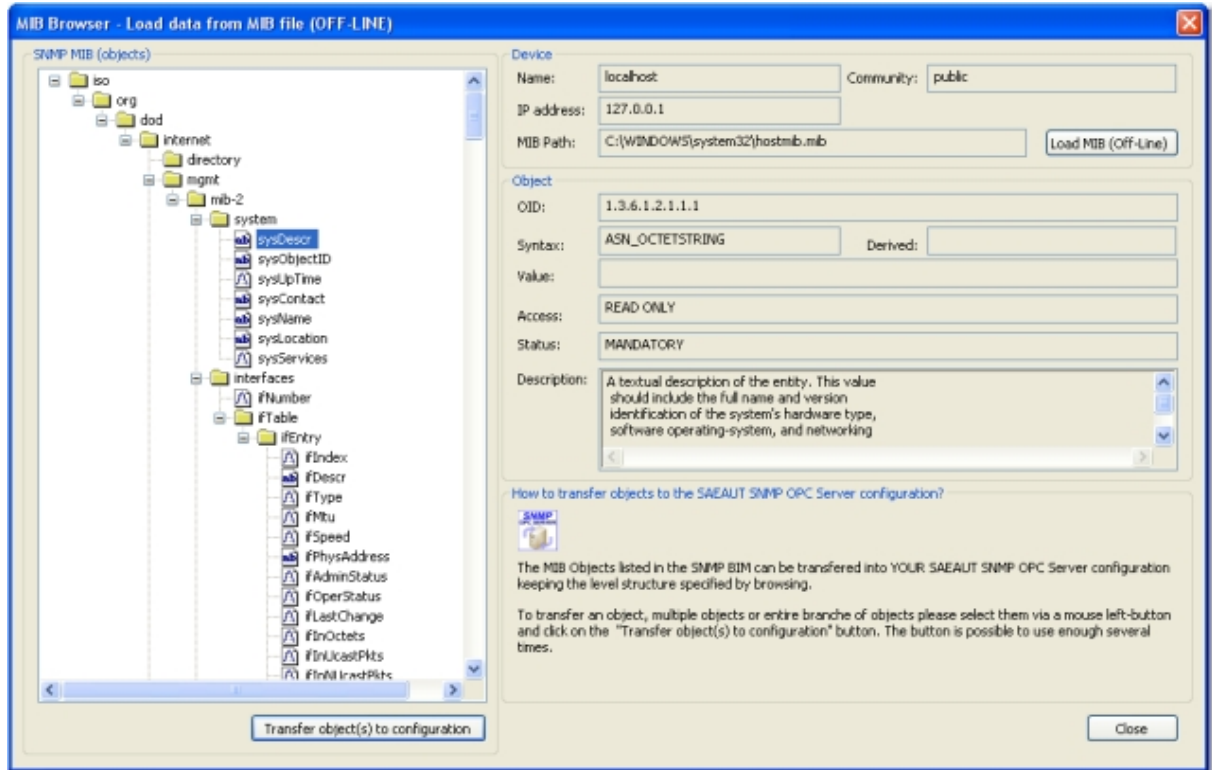 MIB Browser - Load data from MIB file (OFF-LINE)
SNMP MIB (objects)
iso
org
dod
internet
directory
mgmt
mib-2
system
sysDescr
sysObjectID
sysUpTime
sysContact
sysName
sysLocation
sysServices
interfaces
ifNumber
ifTable
ifEntry
ifIndex
ifDescr
ifType
ifMtu
ifSpeed
ifPhysAddress
ifAdminStatus
ifOperStatus
ifLastChange
ifInOctets
ifInUcastPkts
ifInNUcastPkts
Transfer object(s) to configuration
Device
Name: localhost Community: public
IP address: 127.0.0.1
MIB Path: C:\WINDOWS\system32\hostmib.mib Load MIB (Off-Line)
Object
OID: 1.3.6.1.2.1.1.1
Syntax: ASN_OCTETSTRING Derived:
Value:
Access: READ ONLY
Status: MANDATORY
Description: A textual description of the entity. This value
should include the full name and version
identification of the system's hardware type,
software operating-system, and networking
How to transfer objects to the SAEAUT SNMP OPC Server configuration?
SNMP
OPC SERVER
The MIB Objects listed in the SNMP BIM can be transfered into YOUR SAEAUT SNMP OPC Server configuration
keeping the level structure specified by browsing.
To transfer an object, multiple objects or entire branche of objects please select them via a mouse left-button
and click on the "Transfer object(s) to configuration" button. The button is possible to use enough several
times.
Close